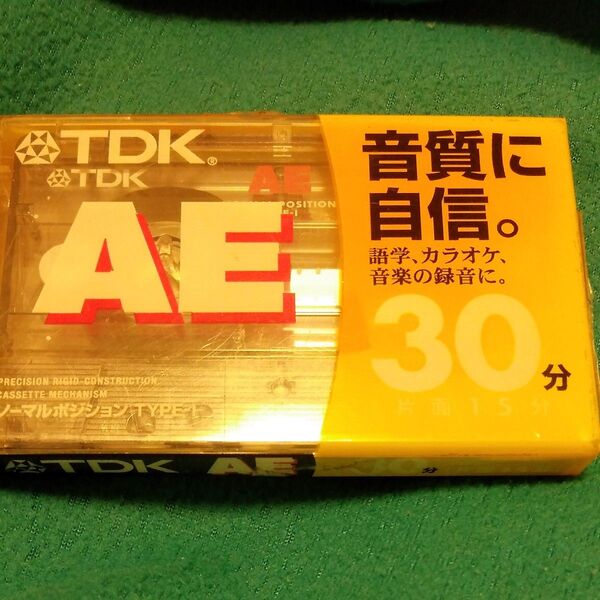 TDK®
TDK
AE
AE
POSITION
音質に
自信。
語学、カラオケ、
音楽の録音に。
30分
片面15分
PRECISION RIGID-CONSTRUCTION
CASSETTE MECHANISM
ノーマルポジション TYPE I
TDK AE 分